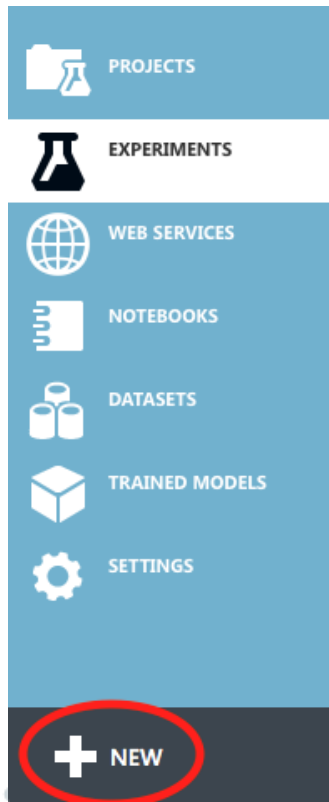 PROJECTS
EXPERIMENTS
WEB SERVICES
NOTEBOOKS
DATASETS
TRAINED MODELS
SETTINGS
NEW